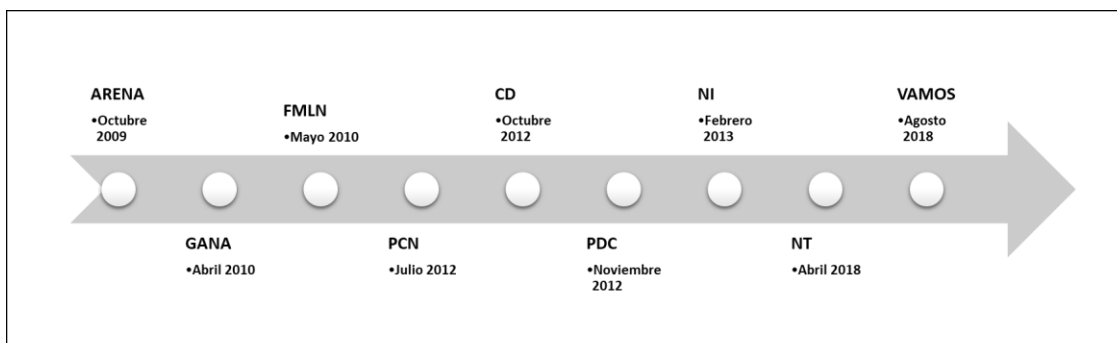 ARENA
•Octubre
2009
FMLN
•Mayo 2010
CD
•Octubre
2012
NI
•Febrero
2013
VAMOS
•Agosto
2018
GANA
•Abril 2010
PCN
•Julio 2012
PDC
•Noviembre
2012
NT
•Abril 2018